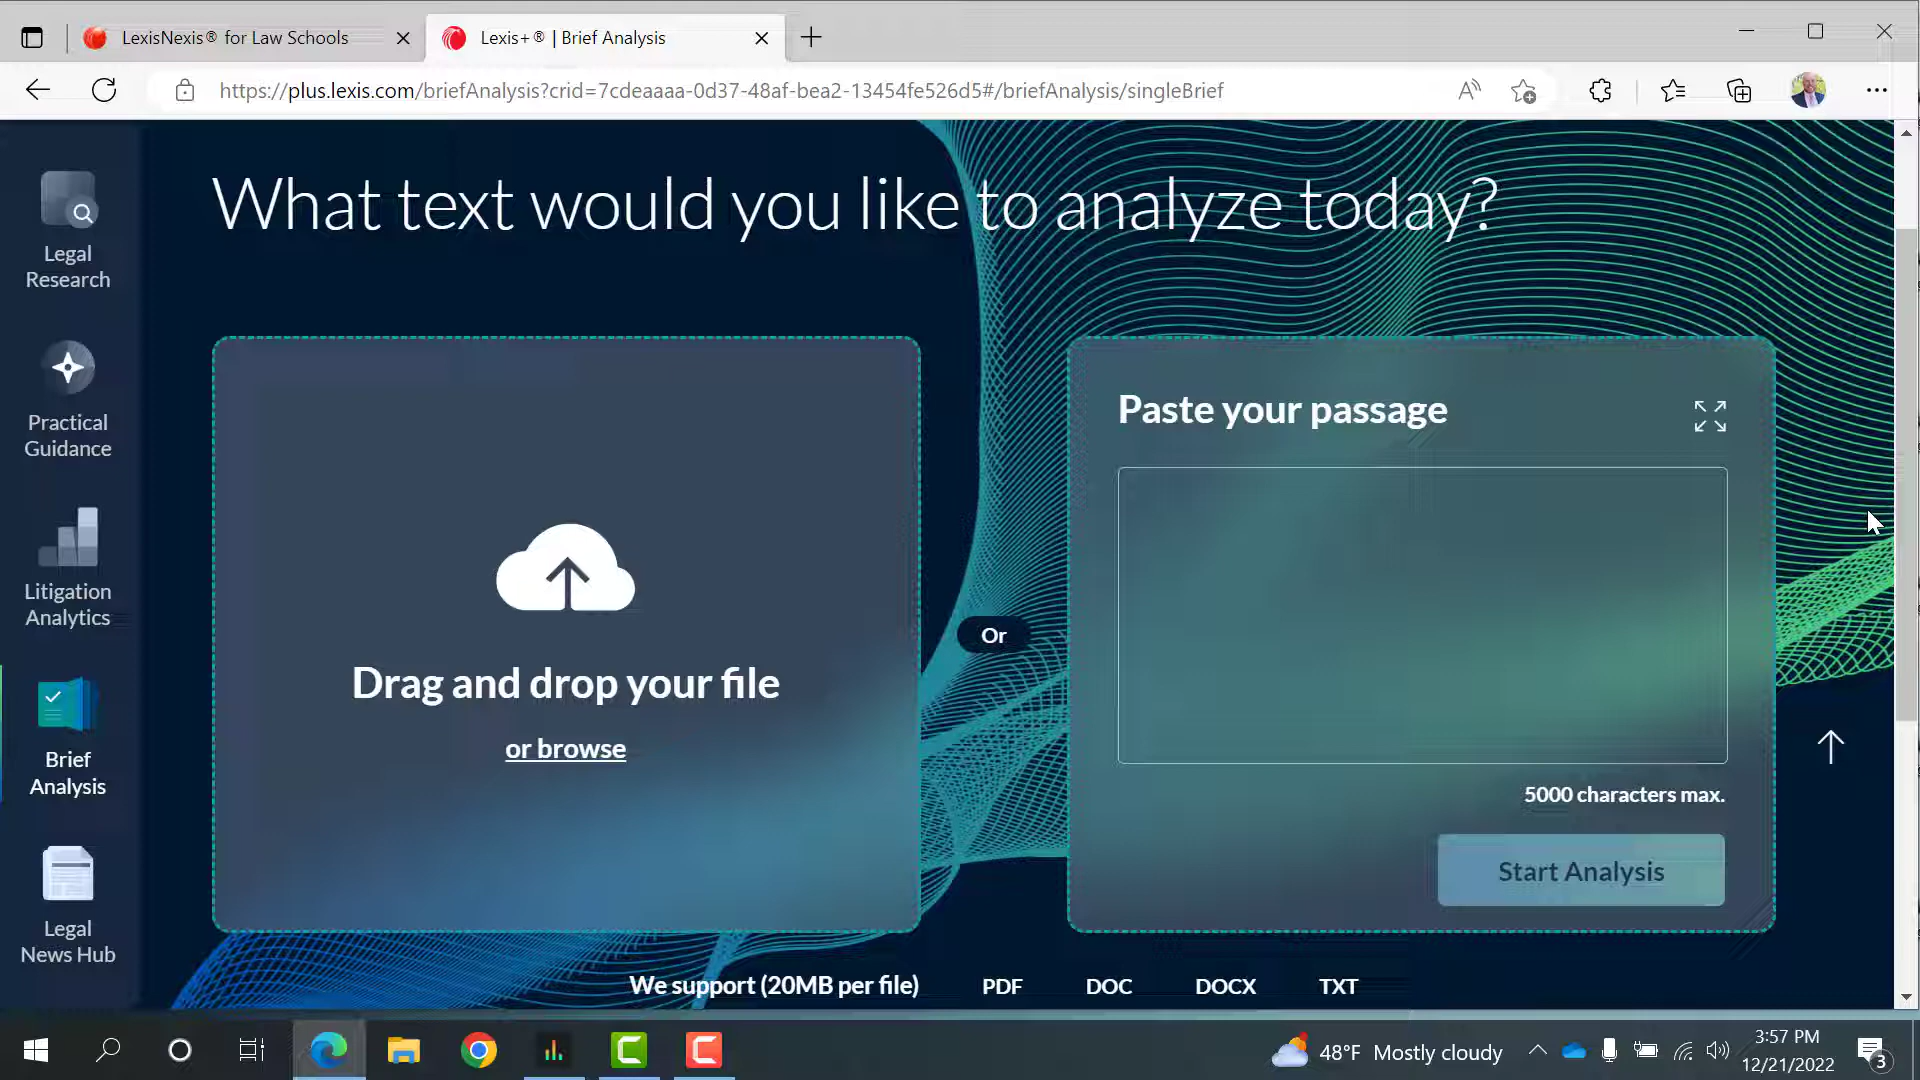 LexisNexis® for Law Schools
Lexis+® | Brief Analysis
https://plus.lexis.com/briefAnalysis?crid=7cdeaaaa-0d37-48af-bea2-13454fe526d5#/briefAnalysis/singleBrief
What text would you like to analyze today?
Legal
Research
Practical
Guidance
Litigation
Analytics
Brief
Analysis
Legal
News Hub
Drag and drop your file
or browse
Or
Paste your passage
5000 characters max.
Start Analysis
We support (20MB per file) PDF DOC DOCX TXT
48°F Mostly cloudy
3:57 PM
12/21/2022
3